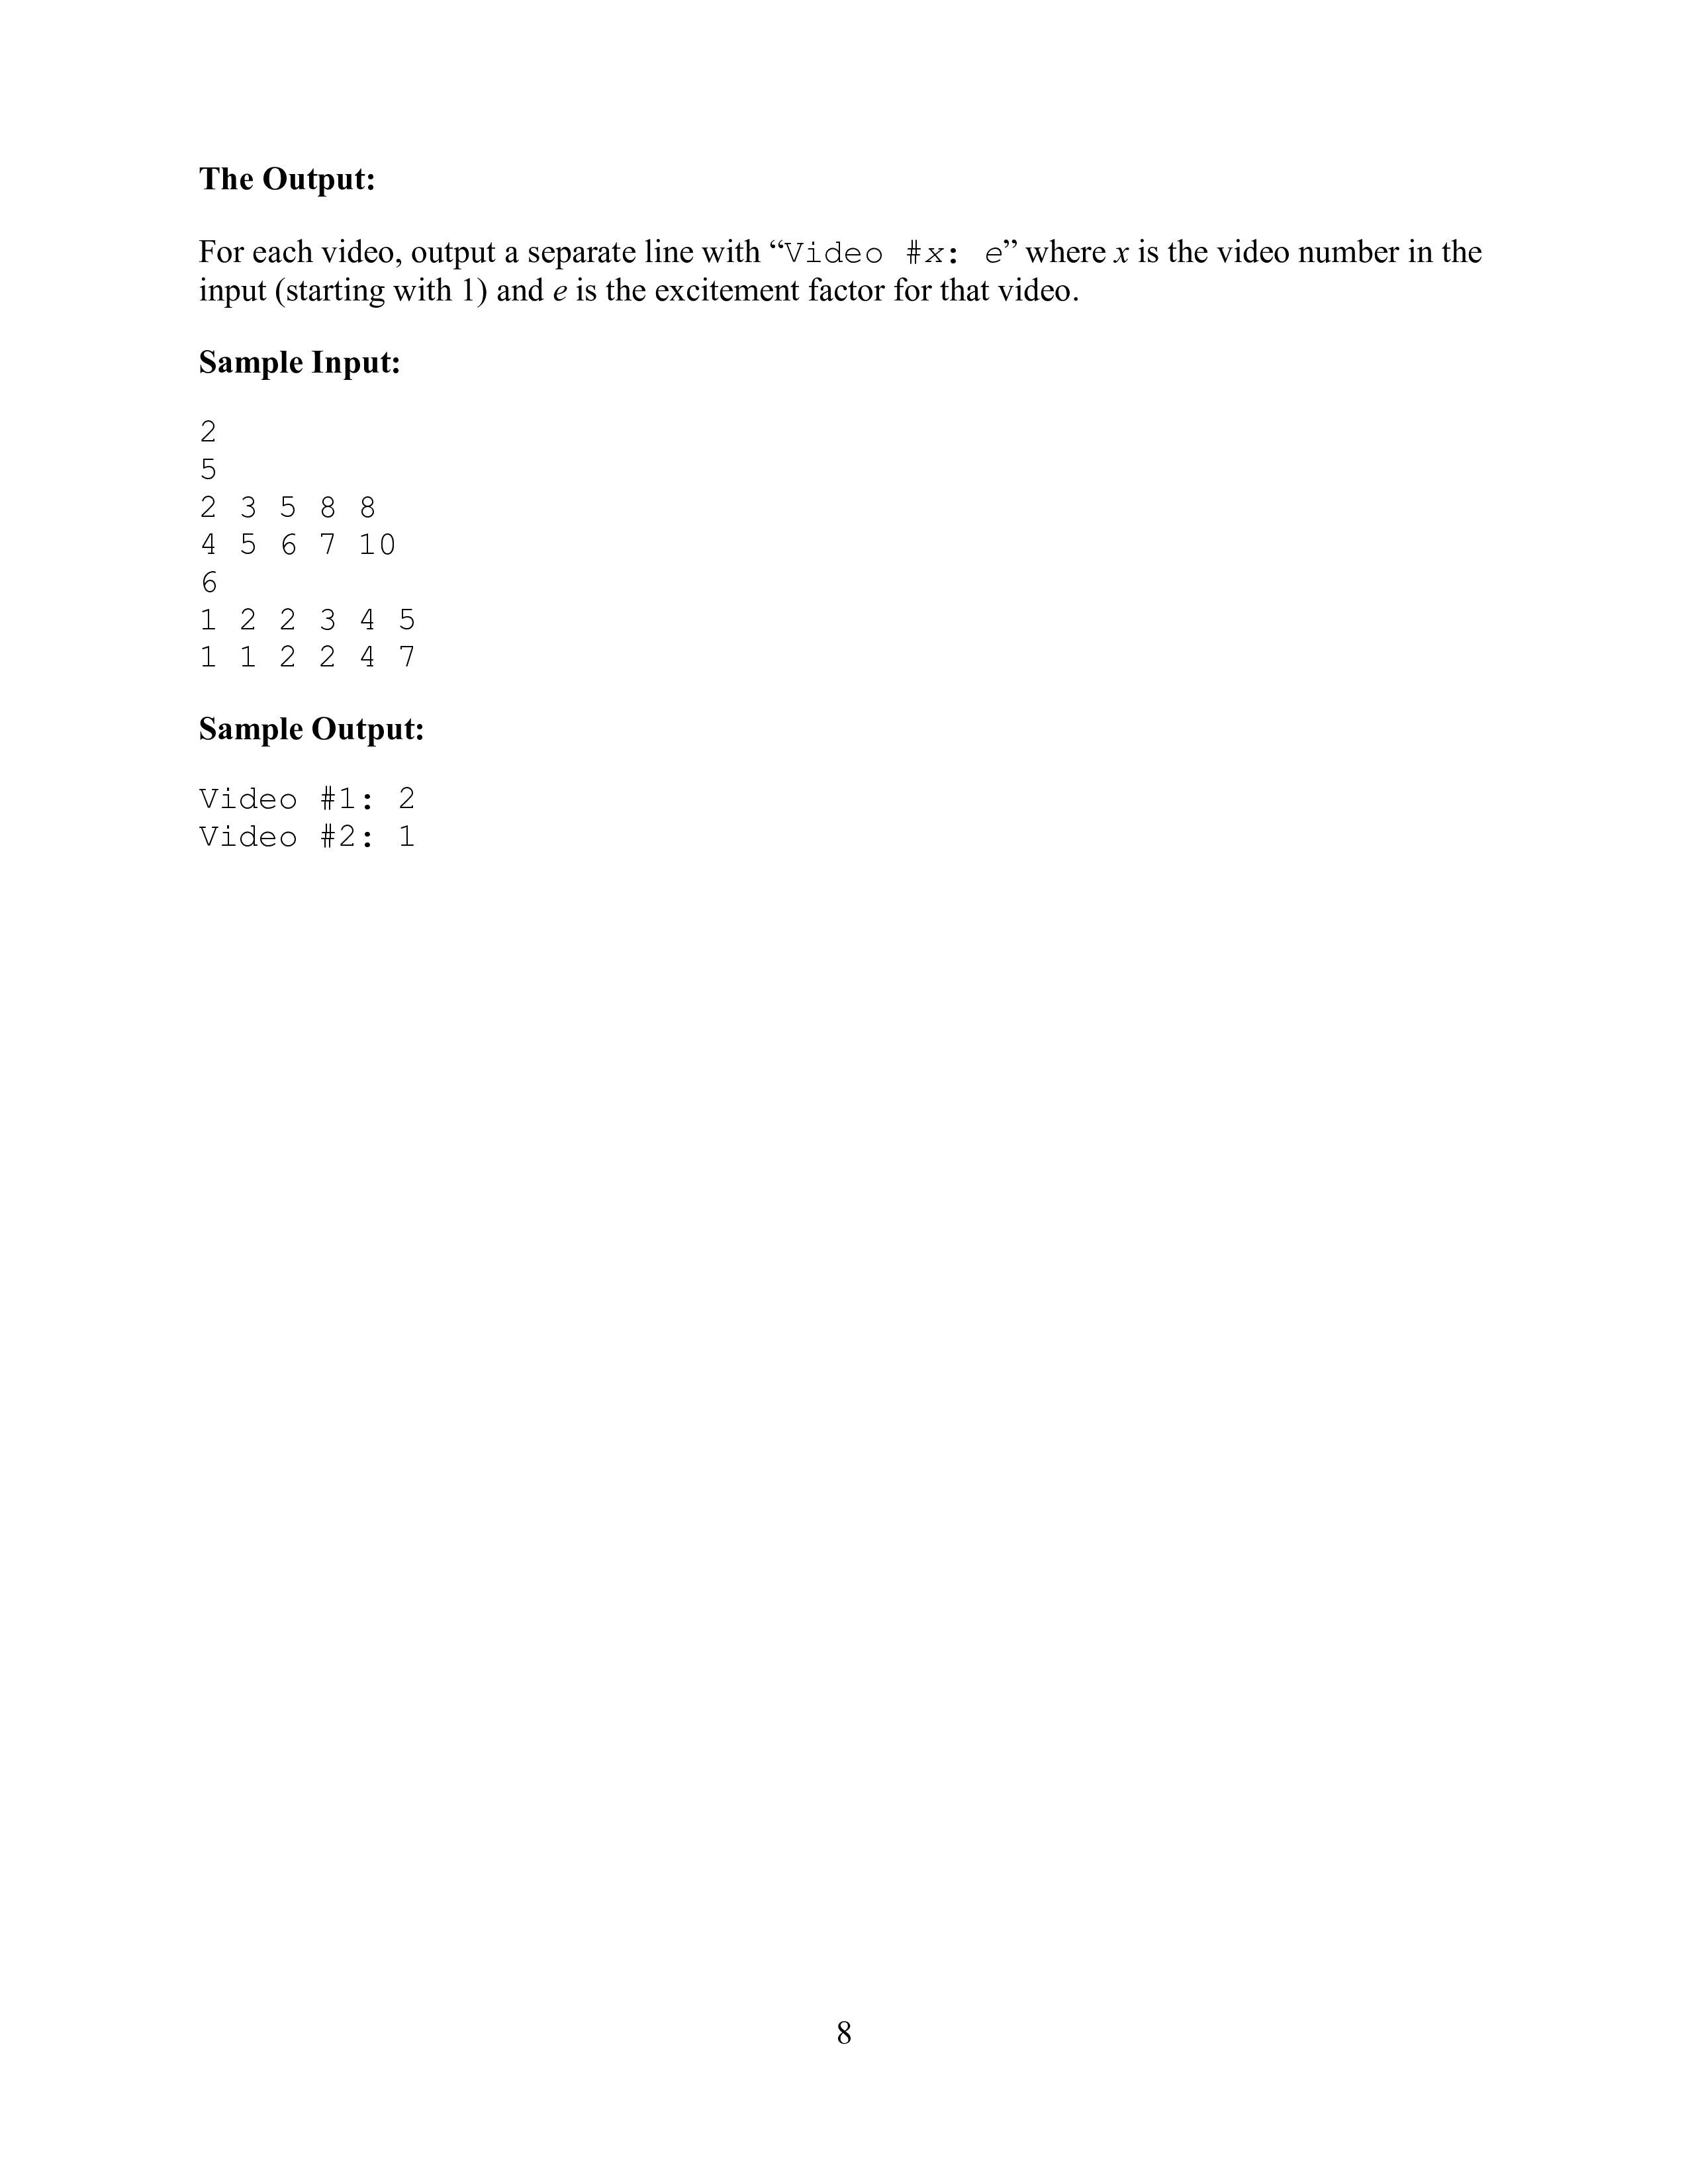 The Output:
For each video, output a separate line with “Video #x: e” where x is the video number in the
input (starting with 1) and e is the excitement factor for that video.
Sample Input:
2
5
2 3 5 8 8
4 5 6 7 10
6
1 2 2 3 4 5
1 1 2 2 4 7
Sample Output:
Video #1: 2
Video #2: 1
8